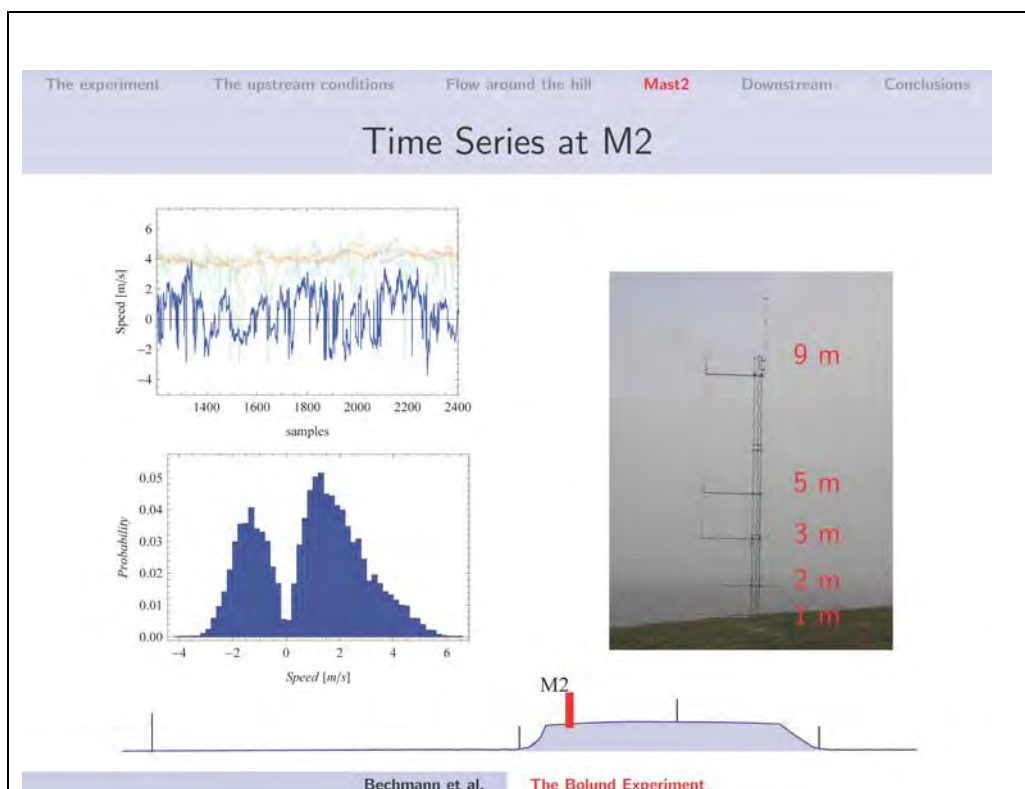 The experiment The upstream conditions Flow around the hill Mast2 Downstream Conclusions
Time Series at M2
Speed [m/s]
6
4
2
0
−2
−4
1400 1600 1800 2000 2200 2400
samples
Probability
0.05
0.04
0.03
0.02
0.01
0.00
−4 −2 0 2 4 6
Speed [m/s]
9 m
5 m
3 m
2 m
1 m
M2
Bechmann et al. The Bolund Experiment